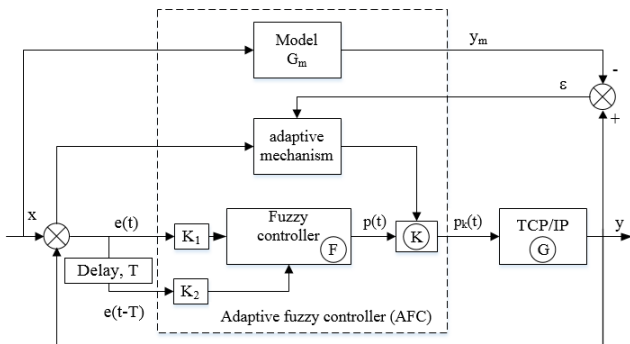 Model
Gm
ym
-
ε
+
adaptive
mechanism
x
e(t)
K1
Fuzzy
controller
F
p(t)
K
pk(t)
TCP/IP
G
y
Delay, T
K2
e(t-T)
Adaptive fuzzy controller (AFC)